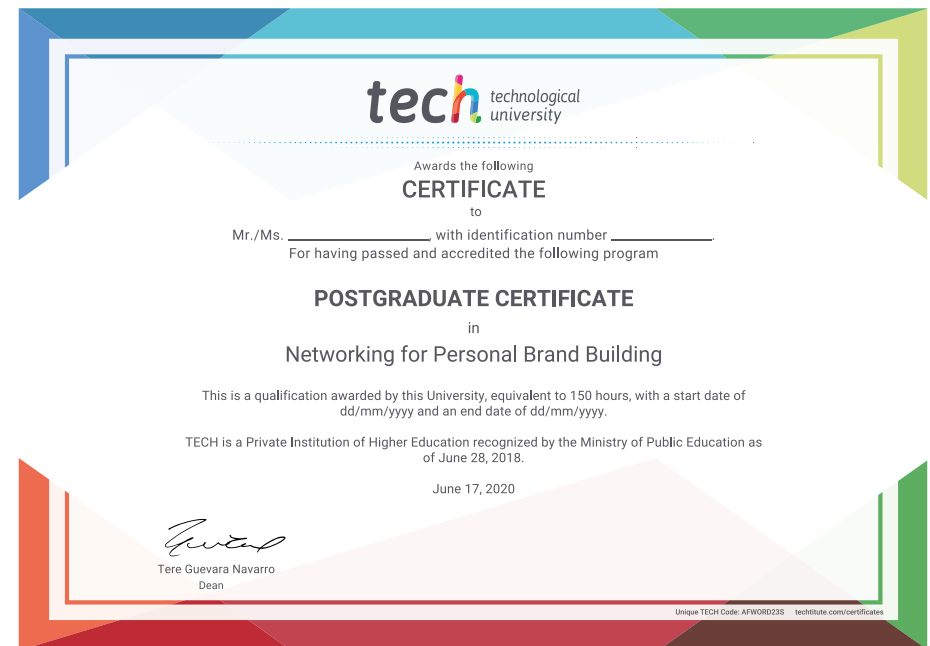 tech technological
university
Awards the following
CERTIFICATE
to
Mr./Ms. ____________________, with identification number ______________.
For having passed and accredited the following program
POSTGRADUATE CERTIFICATE
in
Networking for Personal Brand Building
This is a qualification awarded by this University, equivalent to 150 hours, with a start date of
dd/mm/yyyy and an end date of dd/mm/yyyy.
TECH is a Private Institution of Higher Education recognized by the Ministry of Public Education as
of June 28, 2018.
June 17, 2020
Tere Guevara Navarro
Dean
Unique TECH Code: AFWORD23S techtitute.com/certificates